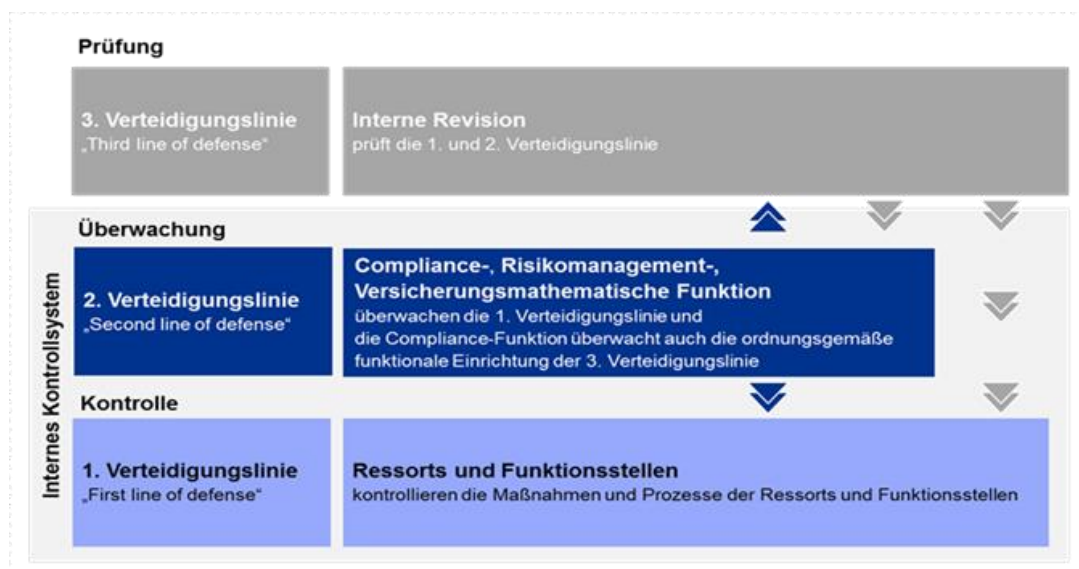 Prüfung
3. Verteidigungslinie
„Third line of defense“
Interne Revision
prüft die 1. und 2. Verteidigungslinie
Internes Kontrollsystem
Überwachung
2. Verteidigungslinie
„Second line of defense“
Compliance-, Risikomanagement-,
Versicherungsmathematische Funktion
überwachen die 1. Verteidigungslinie und
die Compliance-Funktion überwacht auch die ordnungsgemäße
funktionale Einrichtung der 3. Verteidigungslinie
Kontrolle
1. Verteidigungslinie
„First line of defense“
Ressorts und Funktionsstellen
kontrollieren die Maßnahmen und Prozesse der Ressorts und Funktionsstellen